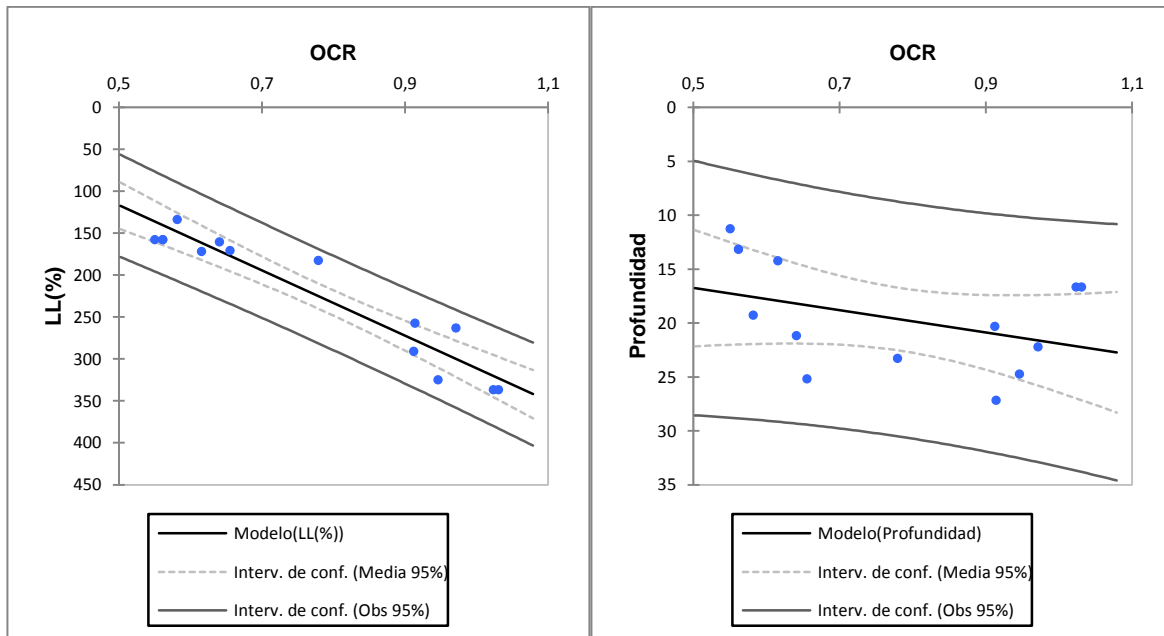 OCR
0,5 0,7 0,9 1,1
0
50
100
150
200
250
300
350
400
450
LL(%)
Modelo(LL(%))
Interv. de conf. (Media 95%)
Interv. de conf. (Obs 95%)
OCR
0,5 0,7 0,9 1,1
0
5
10
15
20
25
30
35
Profundidad
Modelo(Profundidad)
Interv. de conf. (Media 95%)
Interv. de conf. (Obs 95%)